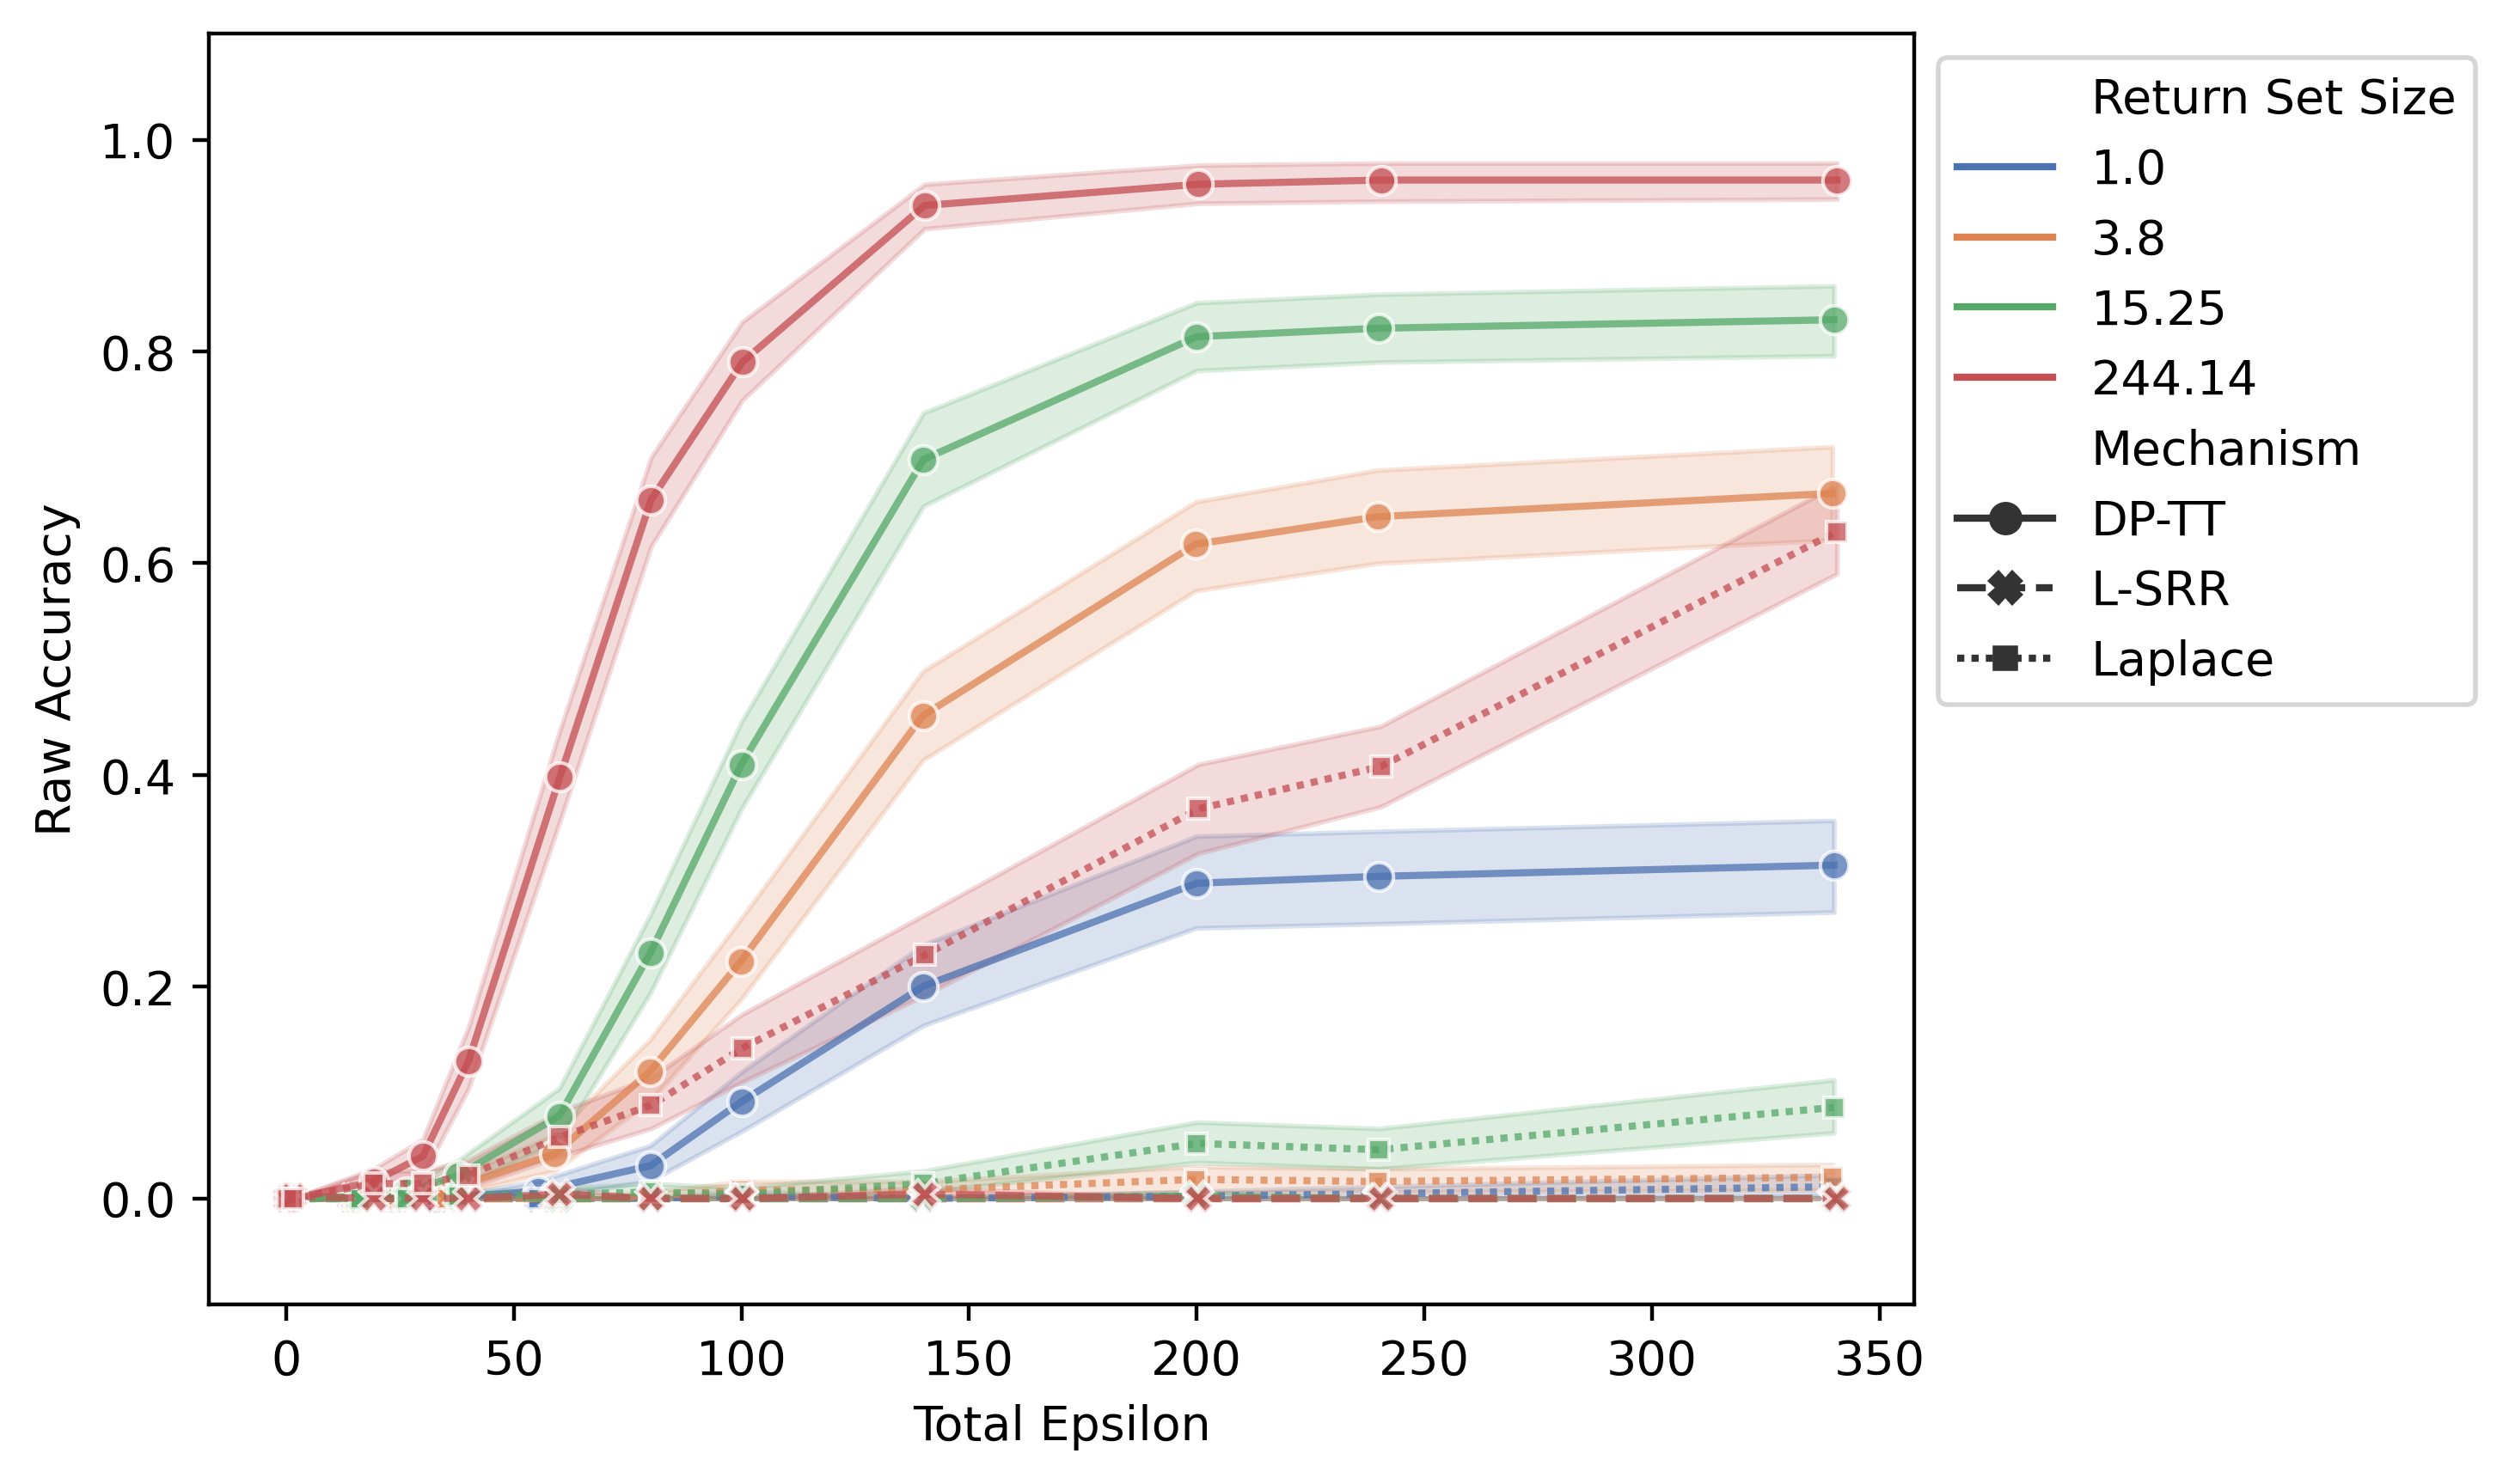 1.0
0.8
0.6
0.4
0.2
0.0
Raw Accuracy
0 50 100 150 200 250 300 350
Total Epsilon
Return Set Size
1.0
3.8
15.25
244.14
Mechanism
DP-TT
L-SRR
Laplace